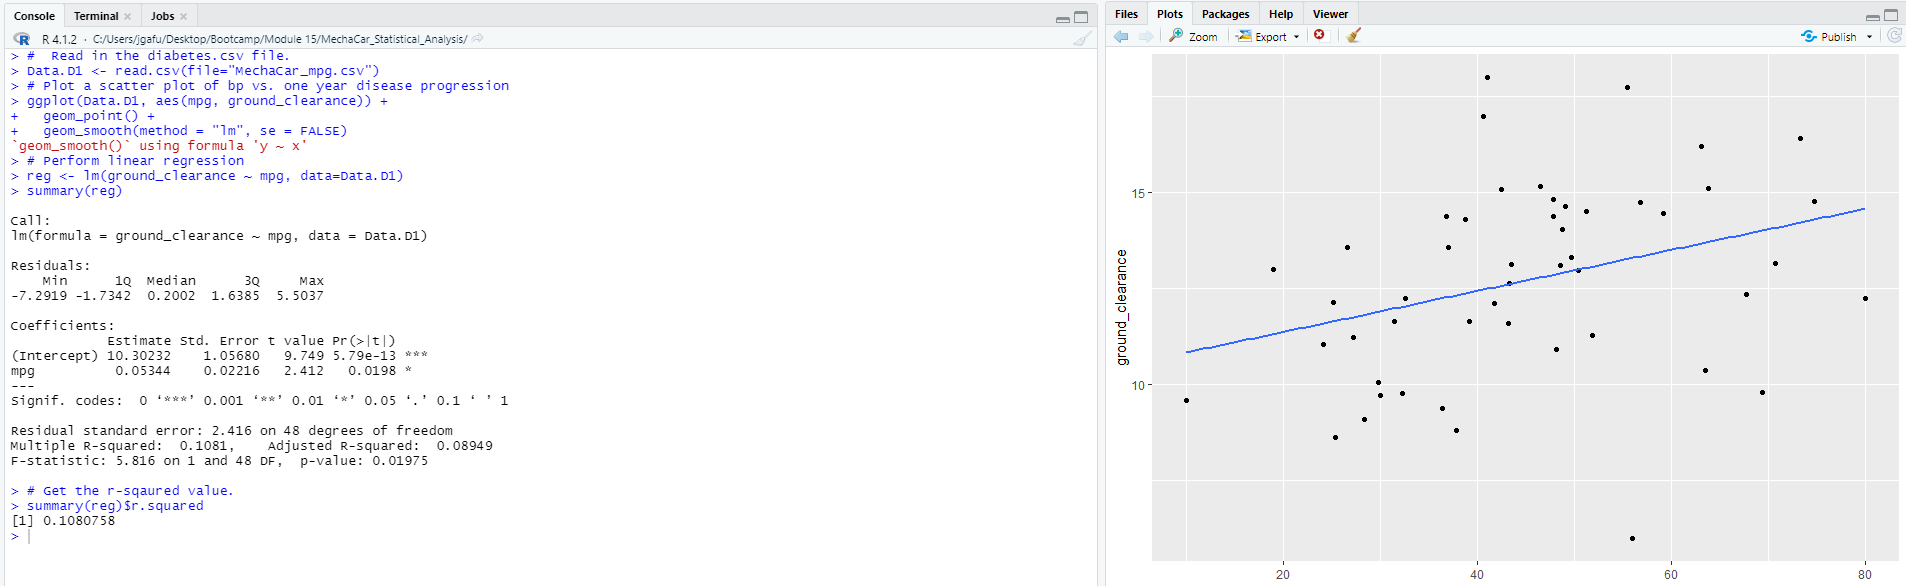 Console Terminal Jobs
R 4.1.2 · C:/Users/jgafu/Desktop/Bootcamp/Module 15/MechaCar_Statistical_Analysis/
> #  Read in the diabetes.csv file.
> Data.D1 <- read.csv(file="MechaCar_mpg.csv")
> # Plot a scatter plot of bp vs. one year disease progression
> ggplot(Data.D1, aes(mpg, ground_clearance)) +
+   geom_point() +
+   geom_smooth(method = "lm", se = FALSE)
`geom_smooth()` using formula 'y ~ x'
> # Perform linear regression
> reg <- lm(ground_clearance ~ mpg, data=Data.D1)
> summary(reg)
Call:
lm(formula = ground_clearance ~ mpg, data = Data.D1)
Residuals:
    Min      1Q  Median      3Q     Max
-7.2919 -1.7342  0.2002  1.6385  5.5037
Coefficients:
            Estimate Std. Error t value Pr(>|t|)
(Intercept) 10.30232    1.05680   9.749 5.79e-13 ***
mpg          0.05344    0.02216   2.412   0.0198 *
---
Signif. codes:  0 ‘***’ 0.001 ‘**’ 0.01 ‘*’ 0.05 ‘.’ 0.1 ‘ ’ 1
Residual standard error: 2.416 on 48 degrees of freedom
Multiple R-squared:  0.1081,    Adjusted R-squared:  0.08949
F-statistic: 5.816 on 1 and 48 DF,  p-value: 0.01975
> # Get the r-sqaured value.
> summary(reg)$r.squared
[1] 0.1080758
>
Files Plots Packages Help Viewer
Zoom Export Publish
ground_clearance
15
10
20 40 60 80